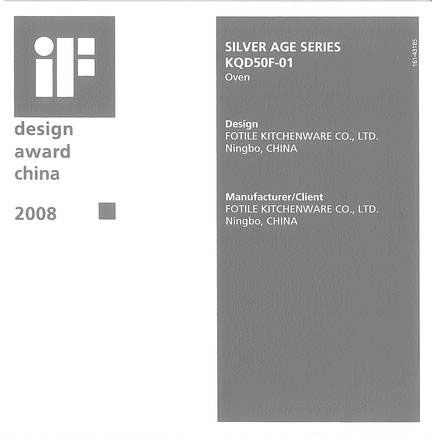 iF
design
award
china
2008
SILVER AGE SERIES
KQD50F-01
Oven
Design
FOTILE KITCHENWARE CO., LTD.
Ningbo, CHINA
Manufacturer/Client
FOTILE KITCHENWARE CO., LTD.
Ningbo, CHINA
161-43185